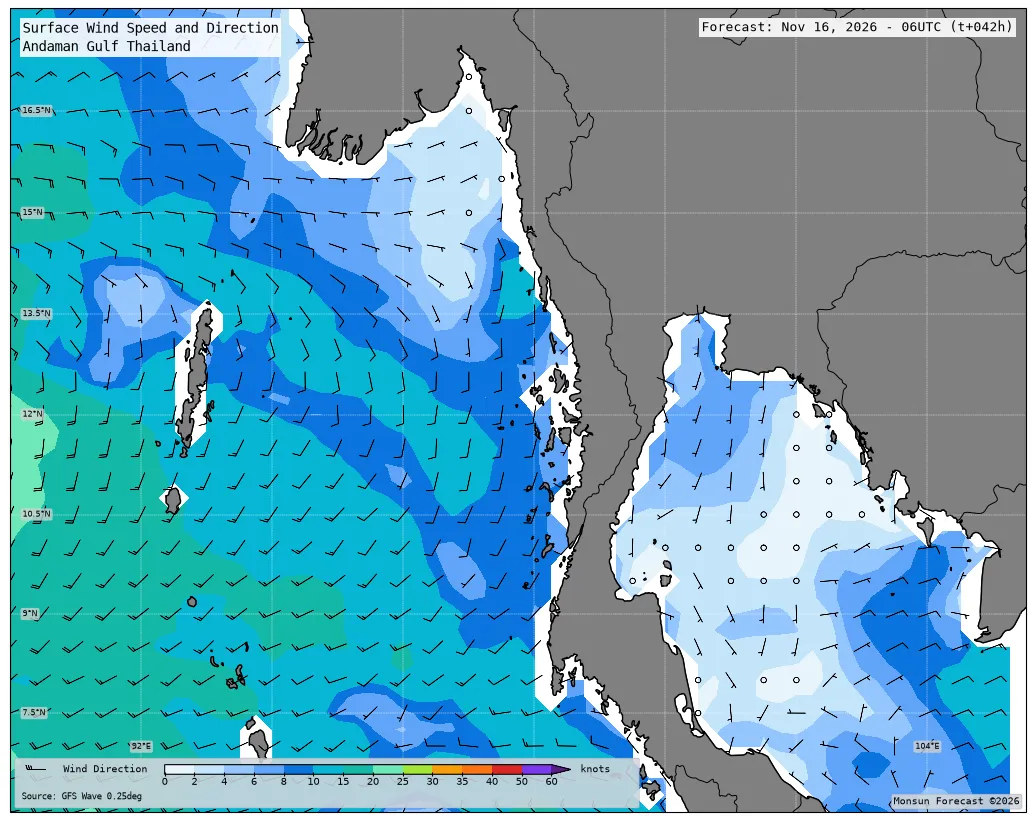 Surface Wind Speed and Direction
Andaman Gulf Thailand
Forecast: Nov 16, 2026 - 06UTC (t+042h)
16.5°N
15°N
13.5°N
12°N
10.5°N
9°N
7.5°N
92°E
104°E
Wind Direction
0 2 4 6 8 10 15 20 25 30 35 40 50 60
knots
Source: GFS Wave 0.25deg
Monsun Forecast ©2026